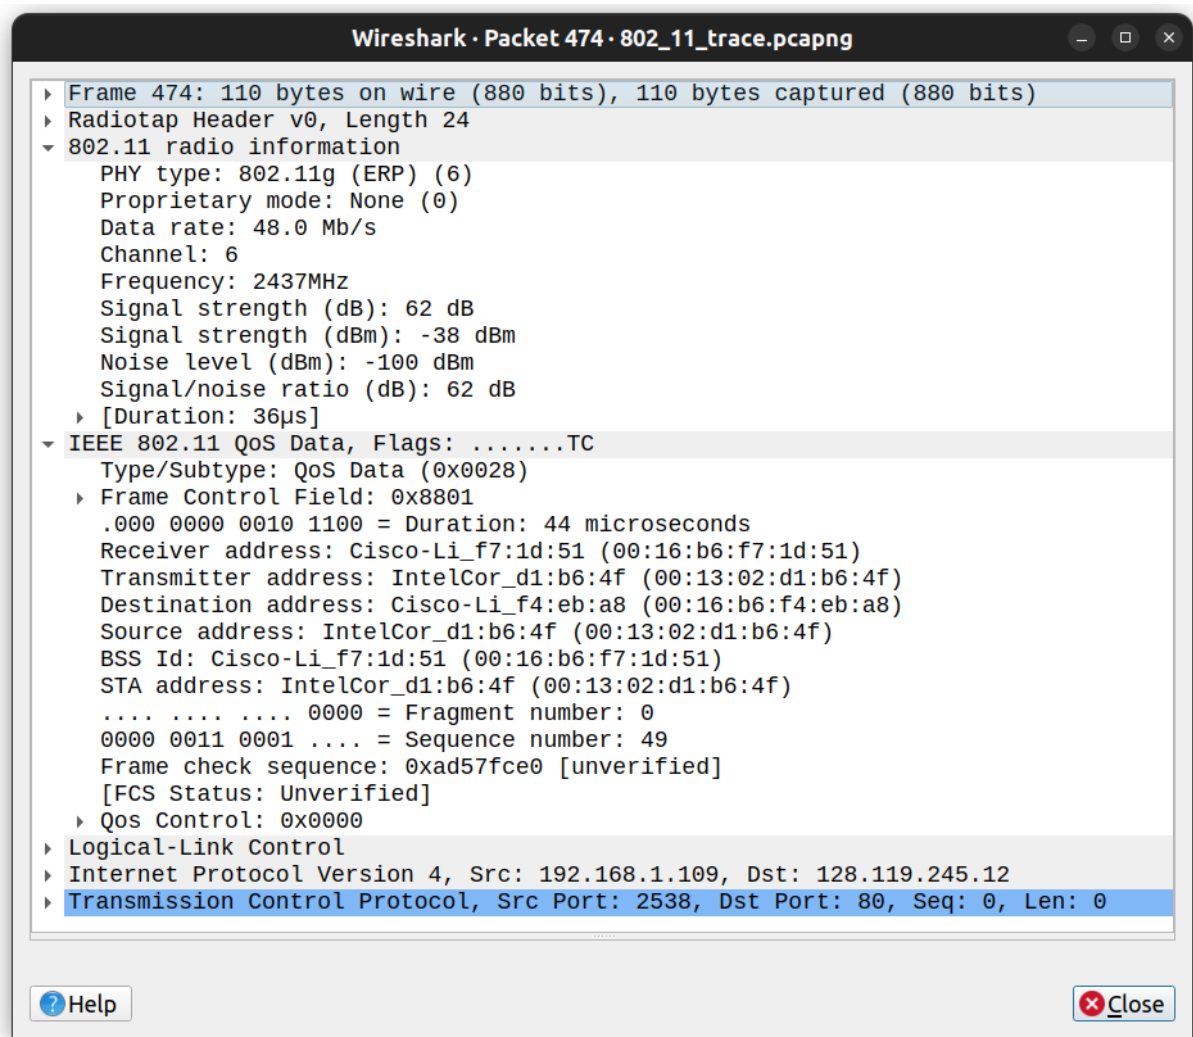 Wireshark · Packet 474 · 802_11_trace.pcapng
Frame 474: 110 bytes on wire (880 bits), 110 bytes captured (880 bits)
Radiotap Header v0, Length 24
802.11 radio information
PHY type: 802.11g (ERP) (6)
Proprietary mode: None (0)
Data rate: 48.0 Mb/s
Channel: 6
Frequency: 2437MHz
Signal strength (dB): 62 dB
Signal strength (dBm): -38 dBm
Noise level (dBm): -100 dBm
Signal/noise ratio (dB): 62 dB
[Duration: 36µs]
IEEE 802.11 QoS Data, Flags: .......TC
Type/Subtype: QoS Data (0x0028)
Frame Control Field: 0x8801
.000 0000 0010 1100 = Duration: 44 microseconds
Receiver address: Cisco-Li_f7:1d:51 (00:16:b6:f7:1d:51)
Transmitter address: IntelCor_d1:b6:4f (00:13:02:d1:b6:4f)
Destination address: Cisco-Li_f4:eb:a8 (00:16:b6:f4:eb:a8)
Source address: IntelCor_d1:b6:4f (00:13:02:d1:b6:4f)
BSS Id: Cisco-Li_f7:1d:51 (00:16:b6:f7:1d:51)
STA address: IntelCor_d1:b6:4f (00:13:02:d1:b6:4f)
.... .... .... 0000 = Fragment number: 0
0000 0011 0001 .... = Sequence number: 49
Frame check sequence: 0xad57fce0 [unverified]
[FCS Status: Unverified]
Qos Control: 0x0000
Logical-Link Control
Internet Protocol Version 4, Src: 192.168.1.109, Dst: 128.119.245.12
Transmission Control Protocol, Src Port: 2538, Dst Port: 80, Seq: 0, Len: 0
Help
Close